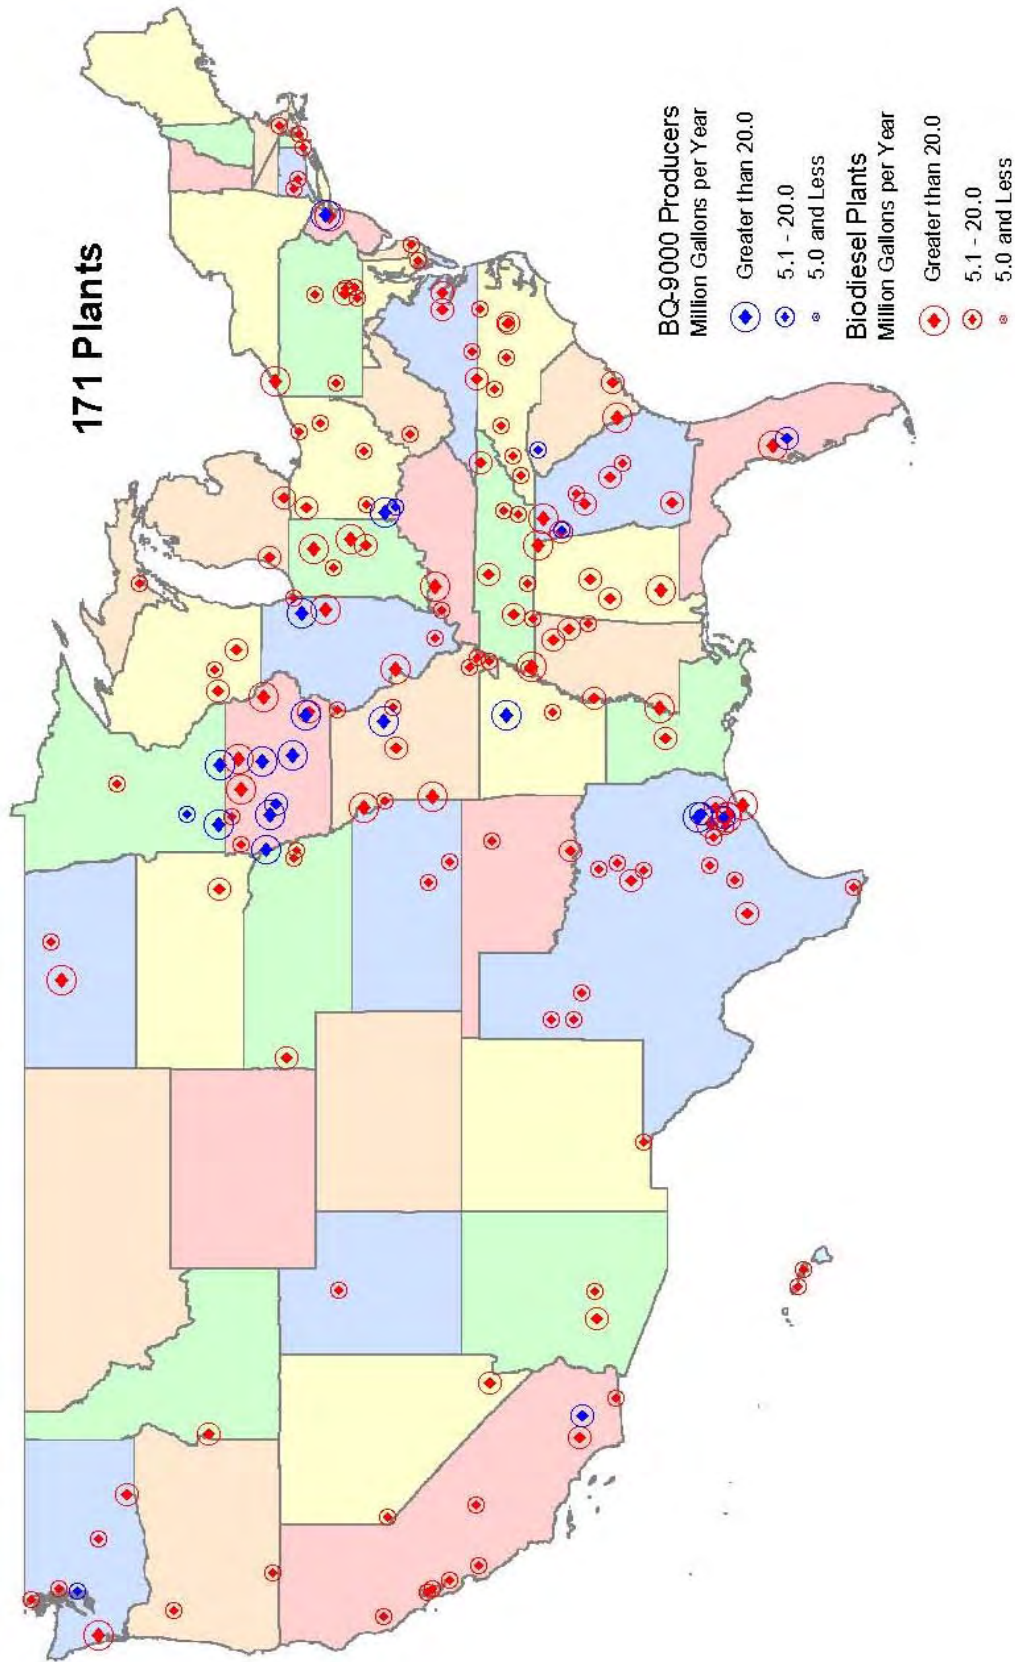 171 Plants
BQ-9000 Producers
Million Gallons per Year
Greater than 20.0
5.1 - 20.0
5.0 and Less
Biodiesel Plants
Million Gallons per Year
Greater than 20.0
5.1 - 20.0
5.0 and Less